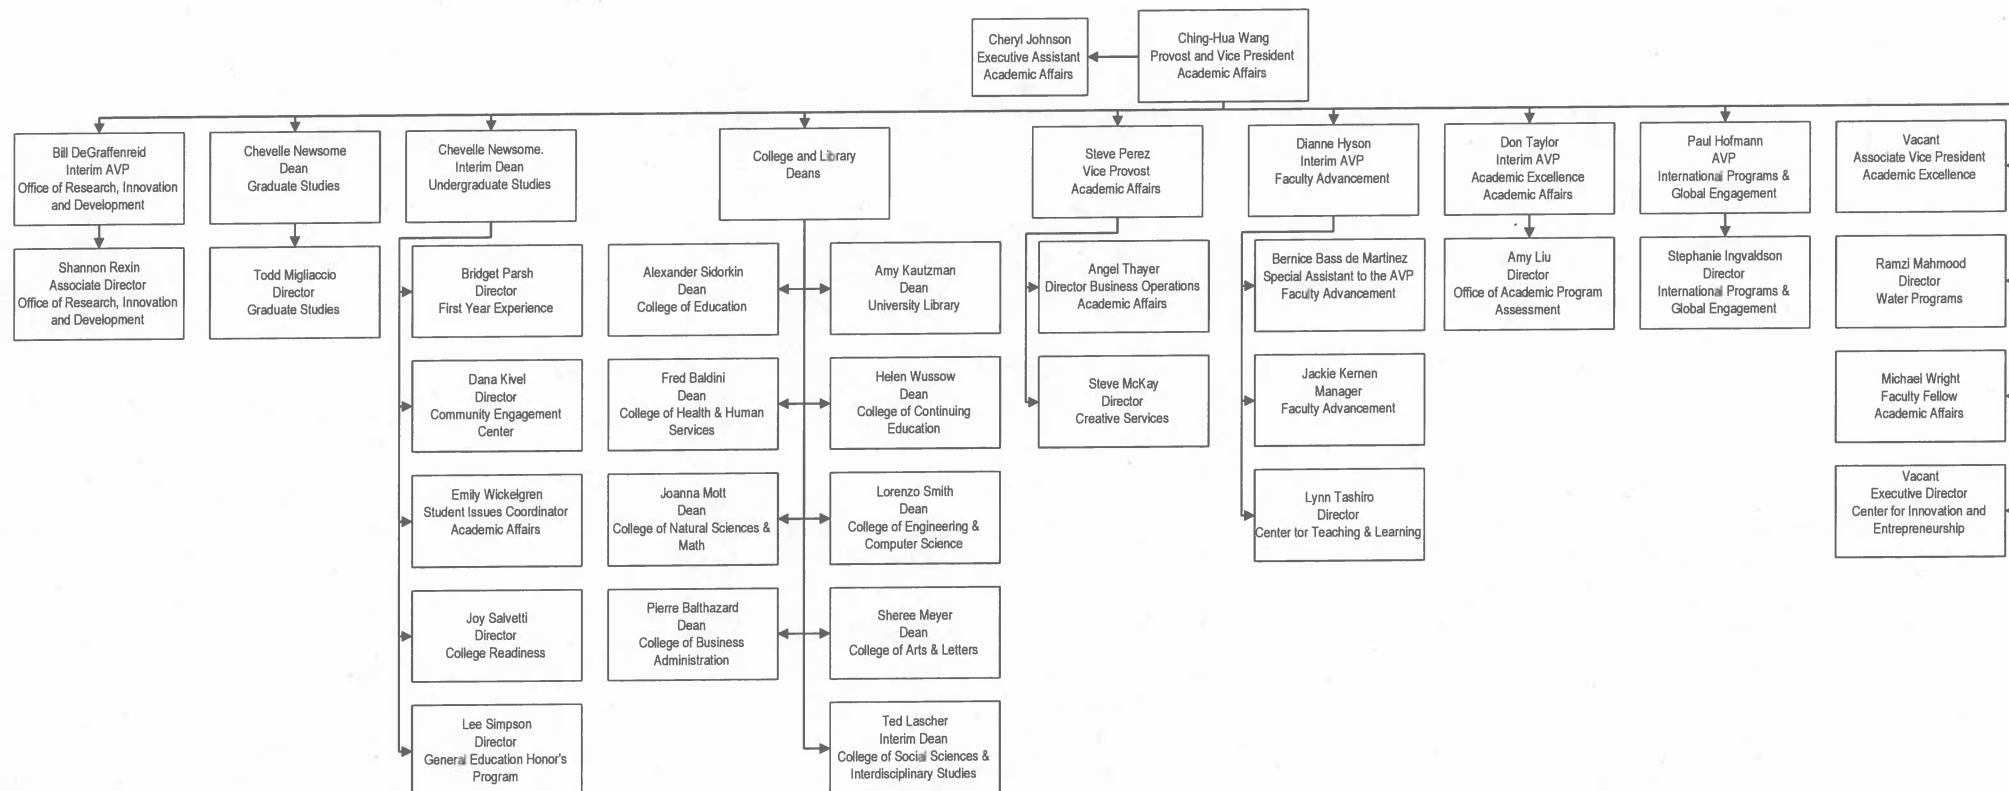 Cheryl Johnson
Executive Assistant
Academic Affairs
Ching-Hua Wang
Provost and Vice President
Academic Affairs
Bill DeGraffenreid
Interim AVP
Office of Research, Innovation
and Development
Chevelle Newsome
Dean
Graduate Studies
Chevelle Newsome.
Interim Dean
Undergraduate Studies
College and Library
Deans
Steve Perez
Vice Provost
Academic Affairs
Dianne Hyson
Interim AVP
Faculty Advancement
Don Taylor
Interim AVP
Academic Excellence
Academic Affairs
Paul Hofmann
AVP
International Programs &
Global Engagement
Vacant
Associate Vice President
Academic Excellence
Shannon Rexin
Associate Director
Office of Research, Innovation
and Development
Todd Migliaccio
Director
Graduate Studies
Bridget Parsh
Director
First Year Experience
Alexander Sidorkin
Dean
College of Education
Amy Kautzman
Dean
University Library
Angel Thayer
Director Business Operations
Academic Affairs
Bernice Bass de Martinez
Special Assistant to the AVP
Faculty Advancement
Amy Liu
Director
Office of Academic Program
Assessment
Stephanie Ingvaldson
Director
International Programs &
Global Engagement
Ramzi Mahmood
Director
Water Programs
Dana Kivel
Director
Community Engagement
Center
Fred Baldini
Dean
College of Health & Human
Services
Helen Wussow
Dean
College of Continuing
Education
Steve McKay
Director
Creative Services
Jackie Kernen
Manager
Faculty Advancement
Michael Wright
Faculty Fellow
Academic Affairs
Emily Wickelgren
Student Issues Coordinator
Academic Affairs
Joanna Mott
Dean
College of Natural Sciences &
Math
Lorenzo Smith
Dean
College of Engineering &
Computer Science
Lynn Tashiro
Director
Center tor Teaching & Learning
Vacant
Executive Director
Center for Innovation and
Entrepreneurship
Joy Salvetti
Director
College Readiness
Pierre Balthazard
Dean
College of Business
Administration
Sheree Meyer
Dean
College of Arts & Letters
Lee Simpson
Director
General Education Honor's
Program
Ted Lascher
Interim Dean
College of Social Sciences &
Interdisciplinary Studies